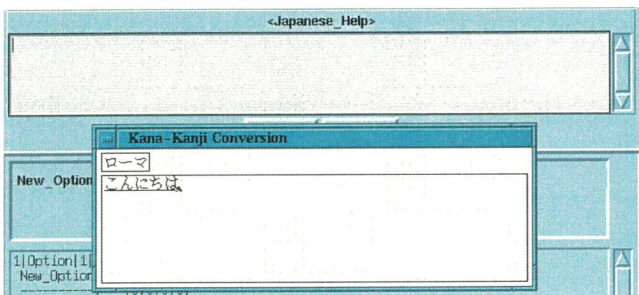 <Japanese_Help>
Kana-Kanji Conversion
ローマ
こんにちは
New_Option
1|Option|1|
New_Option